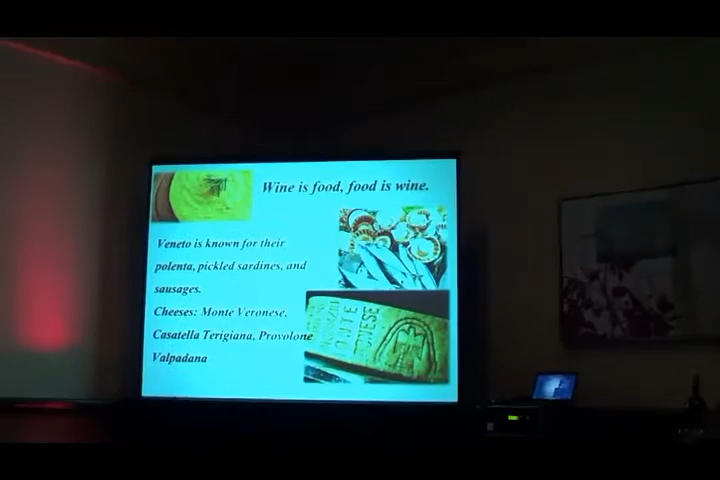 Wine is food, food is wine.
Veneto is known for their
polenta, pickled sardines, and
sausages.
Cheeses: Monte Veronese,
Casatella Terigiana, Provolone
Valpadana